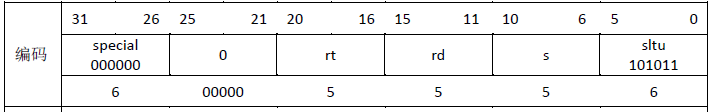 31 26 25 21 20 16 15 11 10 6 5 0
编码 special 000000 0 rt rd s sltu 101011
6 00000 5 5 5 6